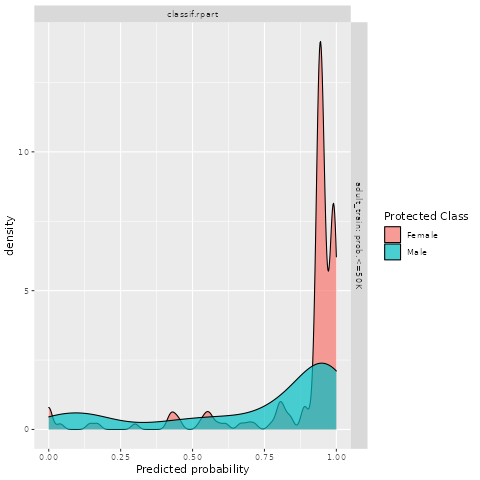 classif.rpart
10
5
0
density
0.00 0.25 0.50 0.75 1.00
Predicted probability
adult_train: prob.<=50K
Protected Class
Female
Male